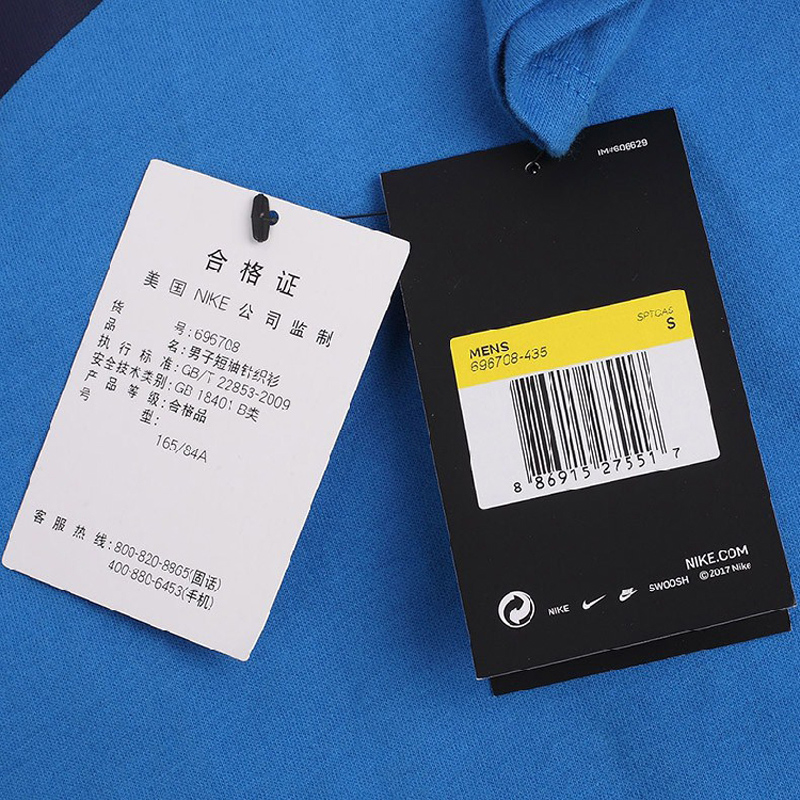 合格证
美国 NIKE 公司监制
货 号:696708
品 名:男子短袖针织衫
执行标准:GB/T 22853-2009
安全技术类别:GB 18401 B类
产品等级:合格品
号 型:
165/84A
客服热线:800-820-8865(固话)
400-880-6453(手机)
IM#606629
SPTCAS
MENS S
696708-435
8 86915 27551 7
NIKE.COM
NIKE SWOOSH ©2017 Nike